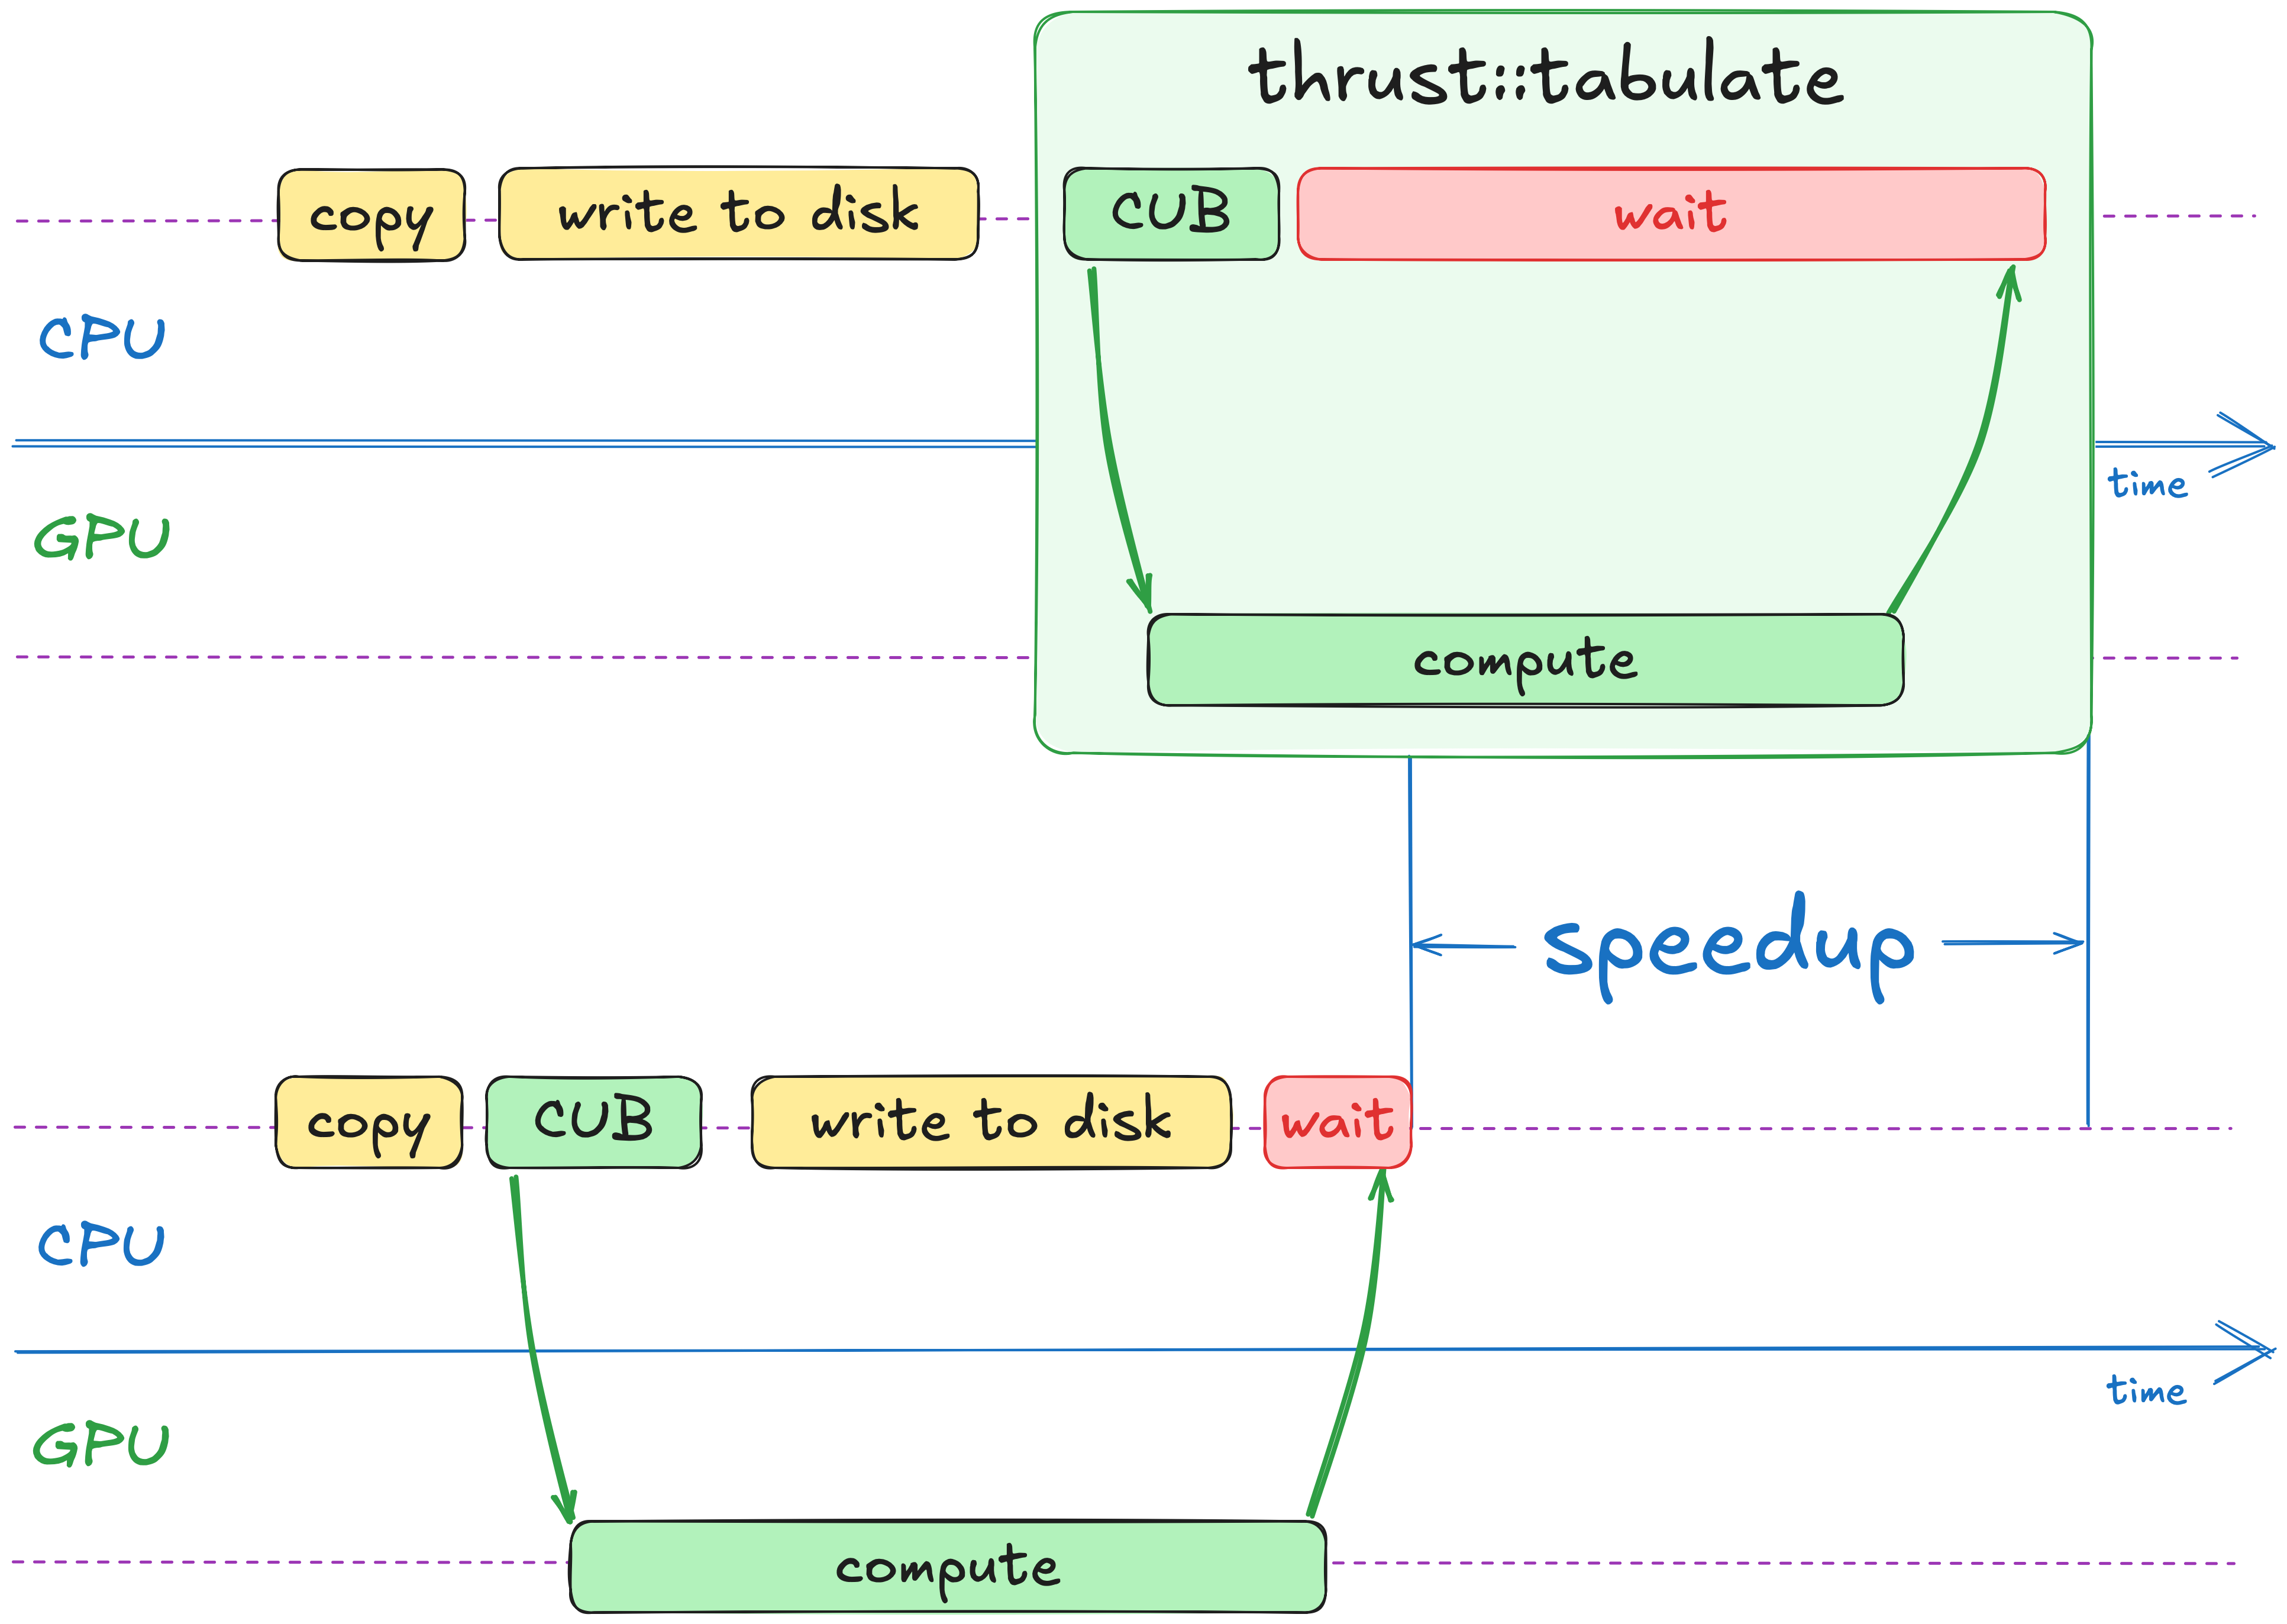 thrust::tabulate
copy
write to disk
CUB
wait
CPU
time
GPU
compute
speedup
copy
CUB
write to disk
wait
CPU
time
GPU
compute